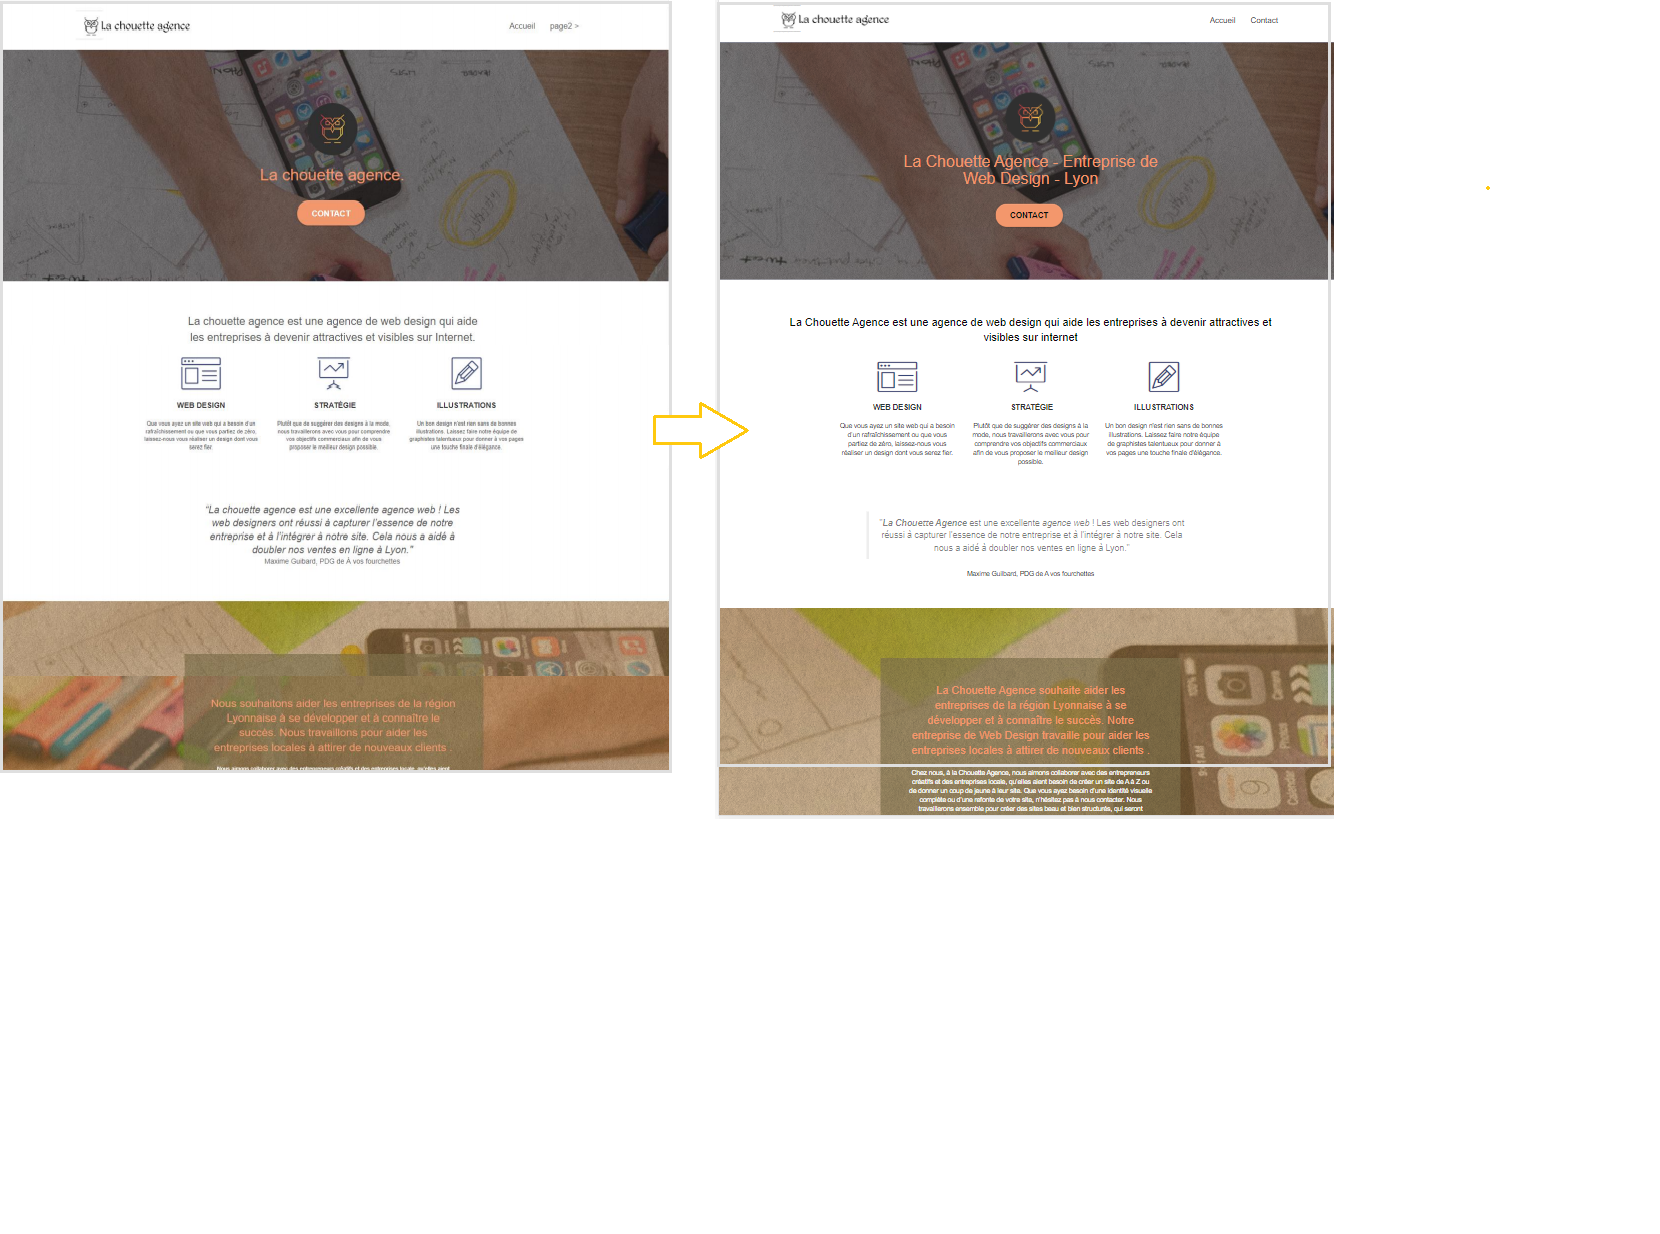 La chouette agence
Accueil page2 >
La chouette agence.
CONTACT
La chouette agence est une agence de web design qui aide
les entreprises à devenir attractives et visibles sur Internet.
WEB DESIGN
Que vous ayez un site web qui a besoin d'un
rafraîchissement ou que vous partiez de zéro,
laissez-nous vous réaliser un design dont vous
serez fier.
STRATÉGIE
Plutôt que de suggérer des designs à la mode,
nous travaillerons avec vous pour comprendre
vos objectifs commerciaux afin de vous
proposer le meilleur design possible.
ILLUSTRATIONS
Un bon design n'est rien sans de bonnes
illustrations. Laissez faire notre équipe de
graphistes talentueux pour donner à vos pages
une touche finale d'élégance.
"La chouette agence est une excellente agence web ! Les
web designers ont réussi à capturer l'essence de notre
entreprise et à l'intégrer à notre site. Cela nous a aidé à
doubler nos ventes en ligne à Lyon."
Maxime Guibard, PDG de À vos fourchettes
Nous souhaitons aider les entreprises de la région
Lyonnaise à se développer et à connaître le
succès. Nous travaillons pour aider les
entreprises locales à attirer de nouveaux clients .
La chouette agence
Accueil Contact
La Chouette Agence - Entreprise de
Web Design - Lyon
CONTACT
La Chouette Agence est une agence de web design qui aide les entreprises à devenir attractives et
visibles sur internet
WEB DESIGN
Que vous ayez un site web qui a besoin
d'un rafraîchissement ou que vous
partiez de zéro, laissez-nous vous
réaliser un design dont vous serez fier.
STRATÉGIE
Plutôt que de suggérer des designs à la
mode, nous travaillerons avec vous pour
comprendre vos objectifs commerciaux
afin de vous proposer le meilleur design
possible.
ILLUSTRATIONS
Un bon design n'est rien sans de bonnes
illustrations. Laissez faire notre équipe
de graphistes talentueux pour donner à
vos pages une touche finale d'élégance.
"La Chouette Agence est une excellente agence web ! Les web designers ont
réussi à capturer l'essence de notre entreprise et à l'intégrer à notre site. Cela
nous a aidé à doubler nos ventes en ligne à Lyon."
Maxime Guibard, PDG de A vos fourchettes
La Chouette Agence souhaite aider les
entreprises de la région Lyonnaise à se
développer et à connaître le succès. Notre
entreprise de Web Design travaille pour aider les
entreprises locales à attirer de nouveaux clients .
Chez nous, à la Chouette Agence, nous aimons collaborer avec des entrepreneurs
créatifs et des entreprises locale, qu'elles aient besoin de créer un site de A à Z ou
de donner un coup de jeune à leur site. Que vous ayez besoin d'une identité visuelle
complète ou d'une refonte de votre site, n'hésitez pas à nous contacter. Nous
travaillerons ensemble pour créer des sites beau et bien structurés, qui seront